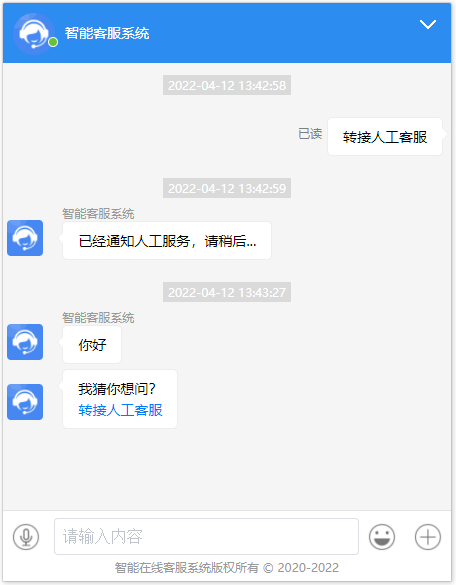 智能客服系统
2022-04-12 13:42:58
已读
转接人工客服
2022-04-12 13:42:59
智能客服系统
已经通知人工服务，请稍后...
2022-04-12 13:43:27
智能客服系统
你好
我猜你想问?
转接人工客服
请输入内容
智能在线客服系统版权所有 © 2020-2022